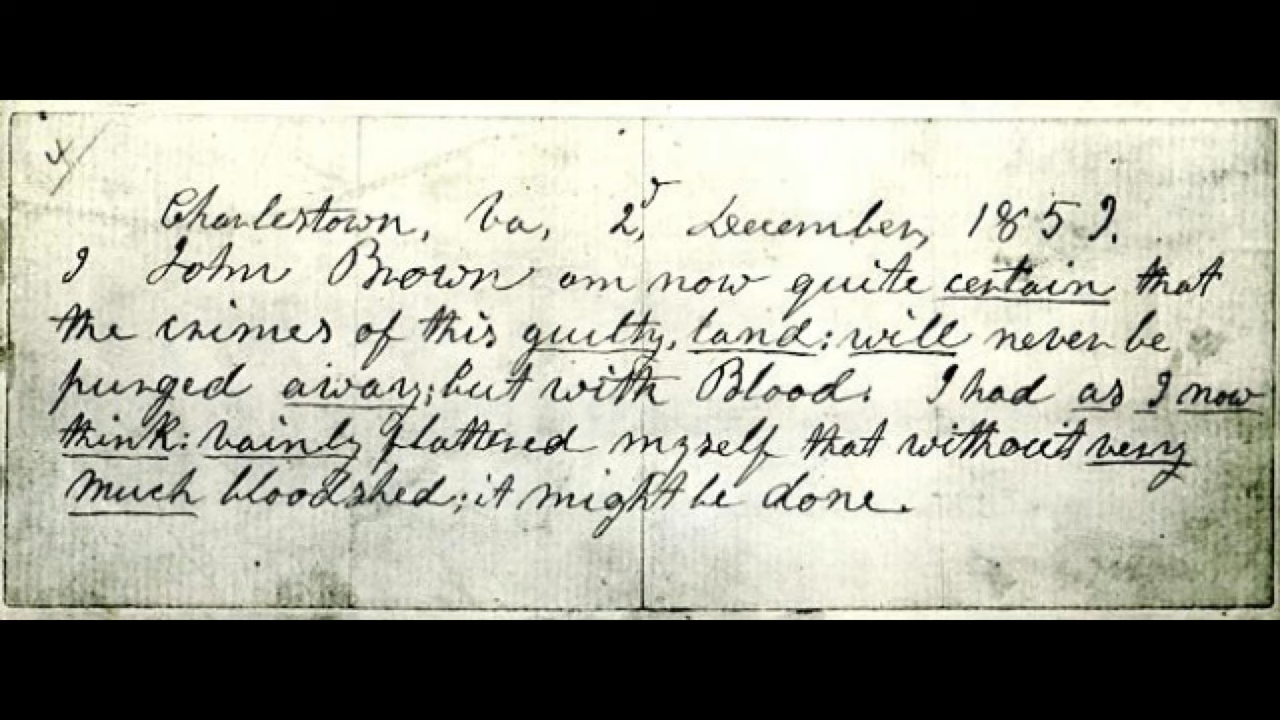 Charlestown, Va, 2d, December, 1859.
I John Brown am now quite certain that
the crimes of this guilty, land: will never be
purged away; but with Blood. I had as I now
think: vainly flattered myself that without very
much bloodshed; it might be done.